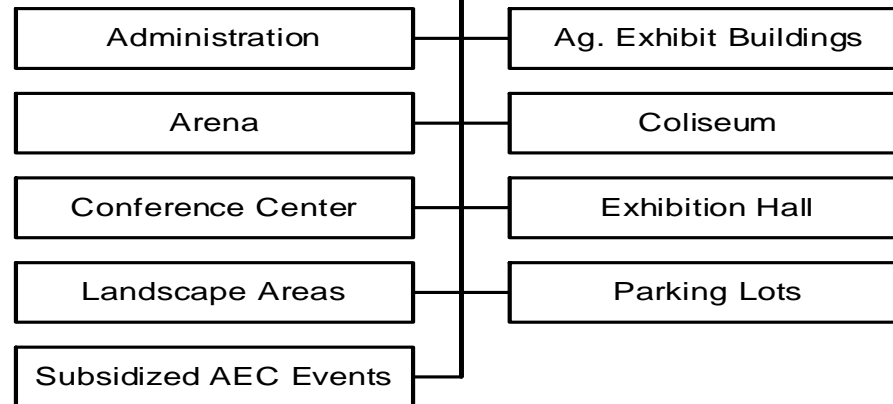 Administration
Ag. Exhibit Buildings
Arena
Coliseum
Conference Center
Exhibition Hall
Landscape Areas
Parking Lots
Subsidized AEC Events